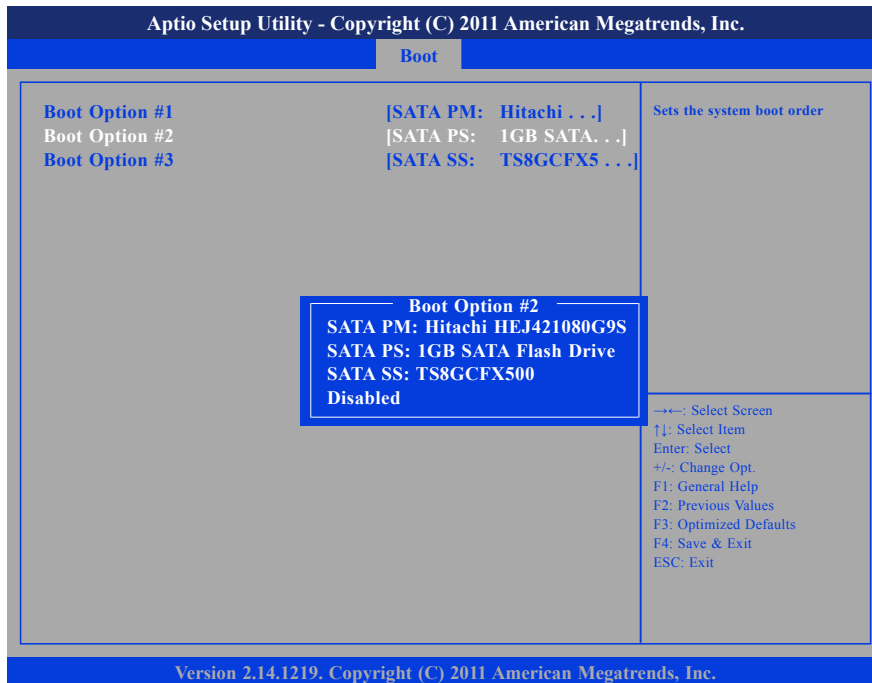 Aptio Setup Utility - Copyright (C) 2011 American Megatrends, Inc.
Boot
Boot Option #1 [SATA PM: Hitachi . . .]
Boot Option #2 [SATA PS: 1GB SATA. . .]
Boot Option #3 [SATA SS: TS8GCFX5 . . .]
Sets the system boot order
Boot Option #2
SATA PM: Hitachi HEJ421080G9S
SATA PS: 1GB SATA Flash Drive
SATA SS: TS8GCFX500
Disabled
→←: Select Screen
↑↓: Select Item
Enter: Select
+/-: Change Opt.
F1: General Help
F2: Previous Values
F3: Optimized Defaults
F4: Save & Exit
ESC: Exit
Version 2.14.1219. Copyright (C) 2011 American Megatrends, Inc.